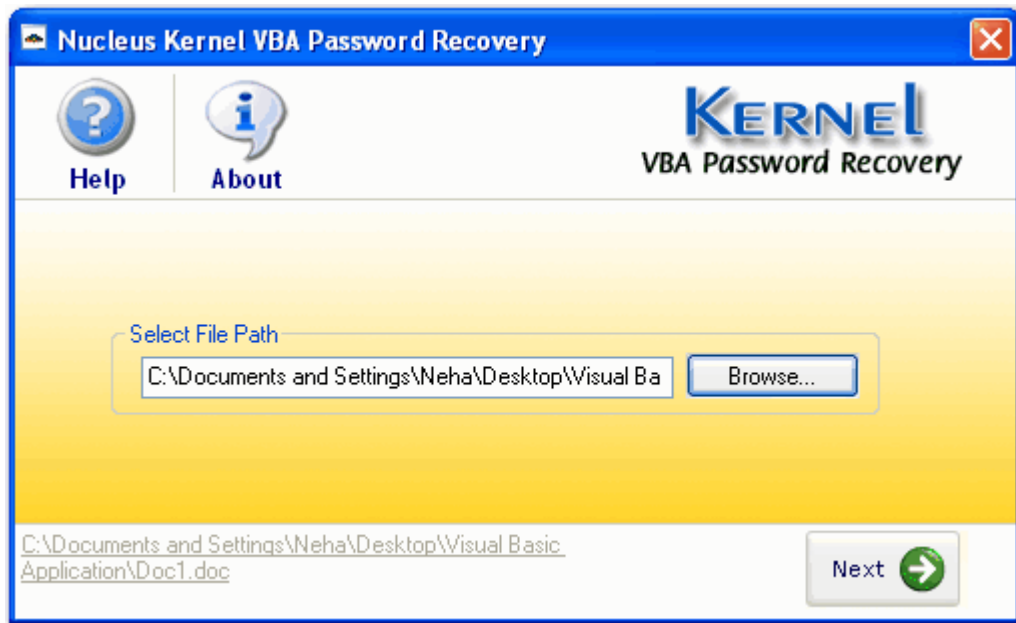 Nucleus Kernel VBA Password Recovery
Help
About
KERNEl
VBA Password Recovery
Select File Path
C:\Documents and Settings\Neha\Desktop\Visual Ba
Browse...
C:\Documents and Settings\Neha\Desktop\Visual Basic
Application\Doc1.doc
Next